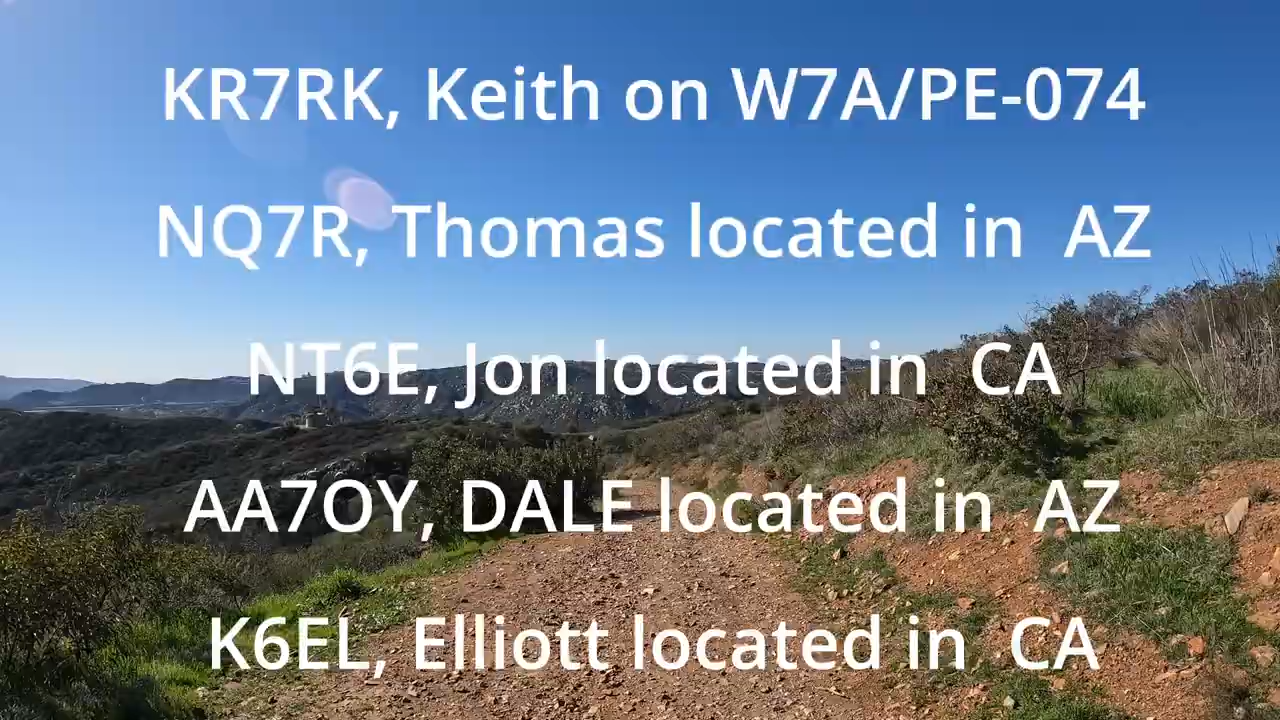 KR7RK, Keith on W7A/PE-074
NQ7R, Thomas located in  AZ
NT6E, Jon located in  CA
AA7OY, DALE located in  AZ
K6EL, Elliott located in  CA